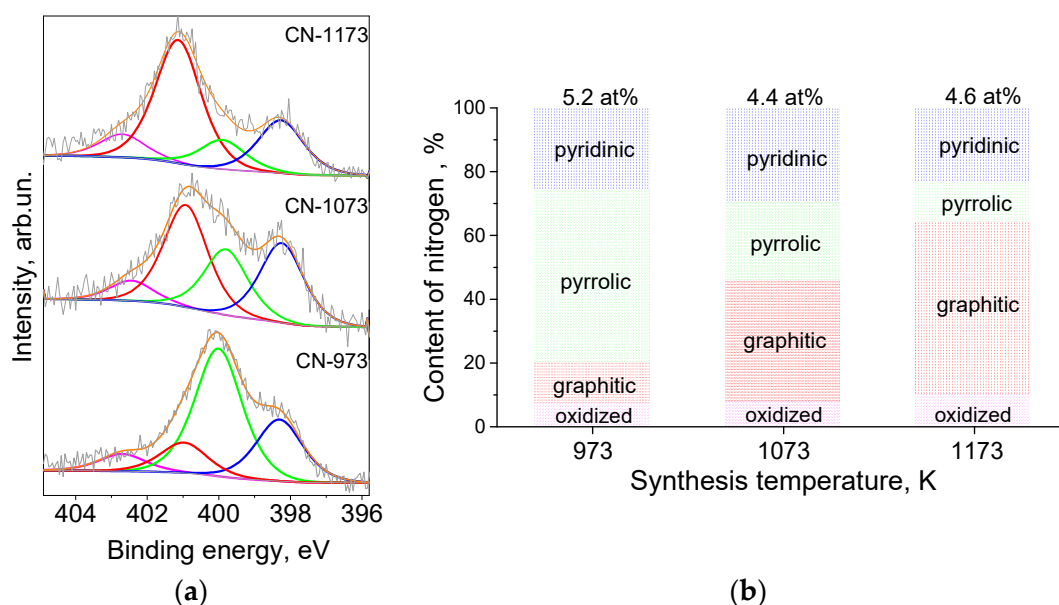 CN-1173
CN-1073
CN-973
Intensity, arb.un.
404 402 400 398 396
Binding energy, eV
(a)
5.2 at% 4.4 at% 4.6 at%
100
80
60
40
20
0
Content of nitrogen , %
pyridinic
pyrrolic
graphitic
oxidized
pyridinic
pyrrolic
graphitic
oxidized
pyridinic
pyrrolic
graphitic
oxidized
973 1073 1173
Synthesis temperature, K
(b)